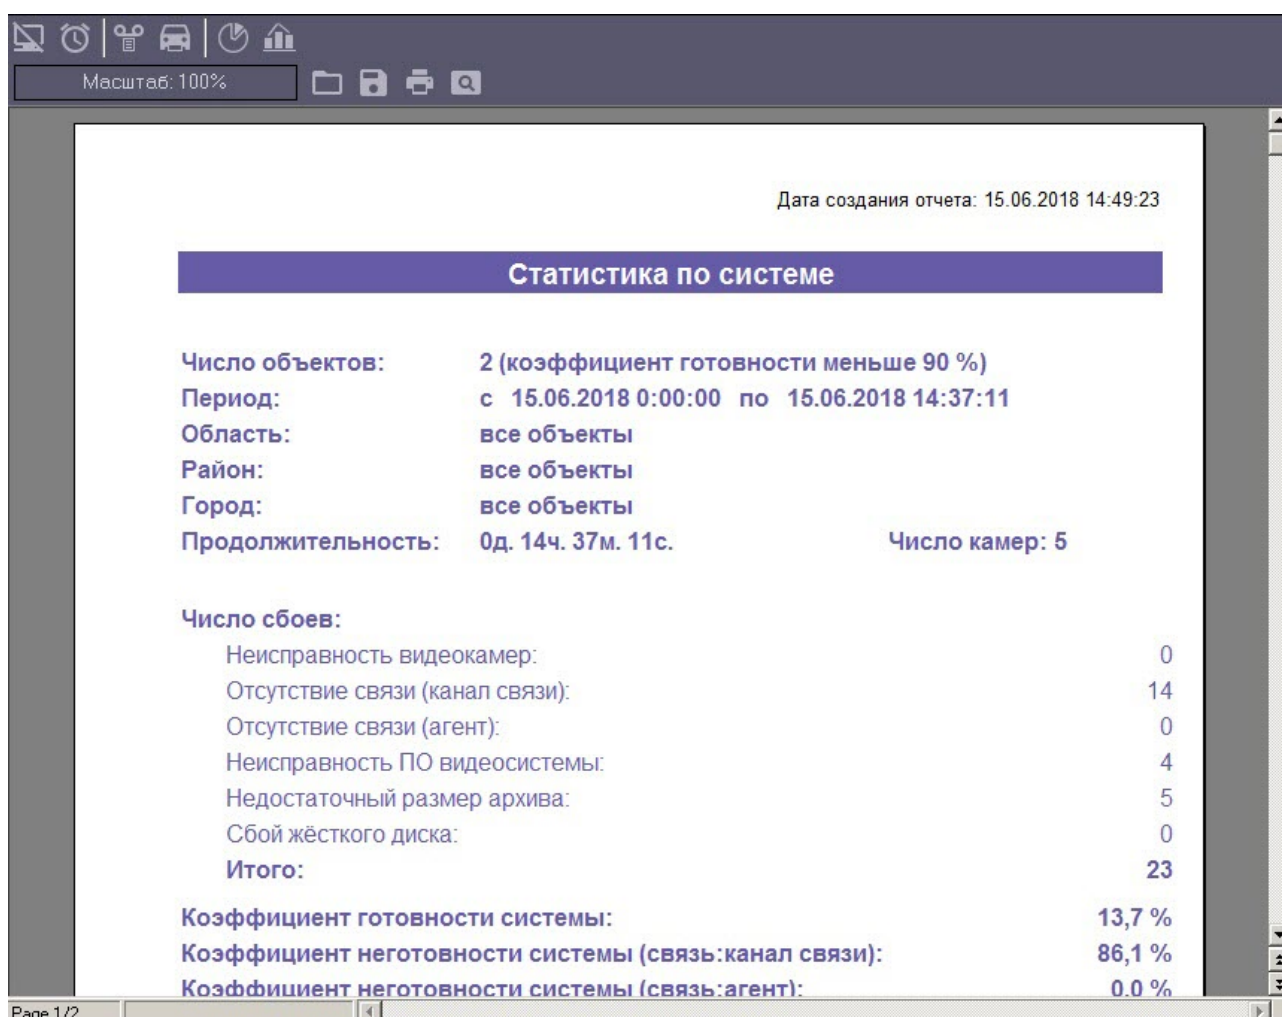 Масштаб: 100%
Дата создания отчета: 15.06.2018 14:49:23
Статистика по системе
Число объектов: 2 (коэффициент готовности меньше 90 %)
Период: с 15.06.2018 0:00:00 по 15.06.2018 14:37:11
Область: все объекты
Район: все объекты
Город: все объекты
Продолжительность: 0д. 14ч. 37м. 11с. Число камер: 5
Число сбоев:
Неисправность видеокамер: 0
Отсутствие связи (канал связи): 14
Отсутствие связи (агент): 0
Неисправность ПО видеосистемы: 4
Недостаточный размер архива: 5
Сбой жёсткого диска: 0
Итого: 23
Коэффициент готовности системы: 13,7 %
Коэффициент неготовности системы (связь:канал связи): 86,1 %
Коэффициент неготовности системы (связь:агент): 0,0 %
Page 1/2